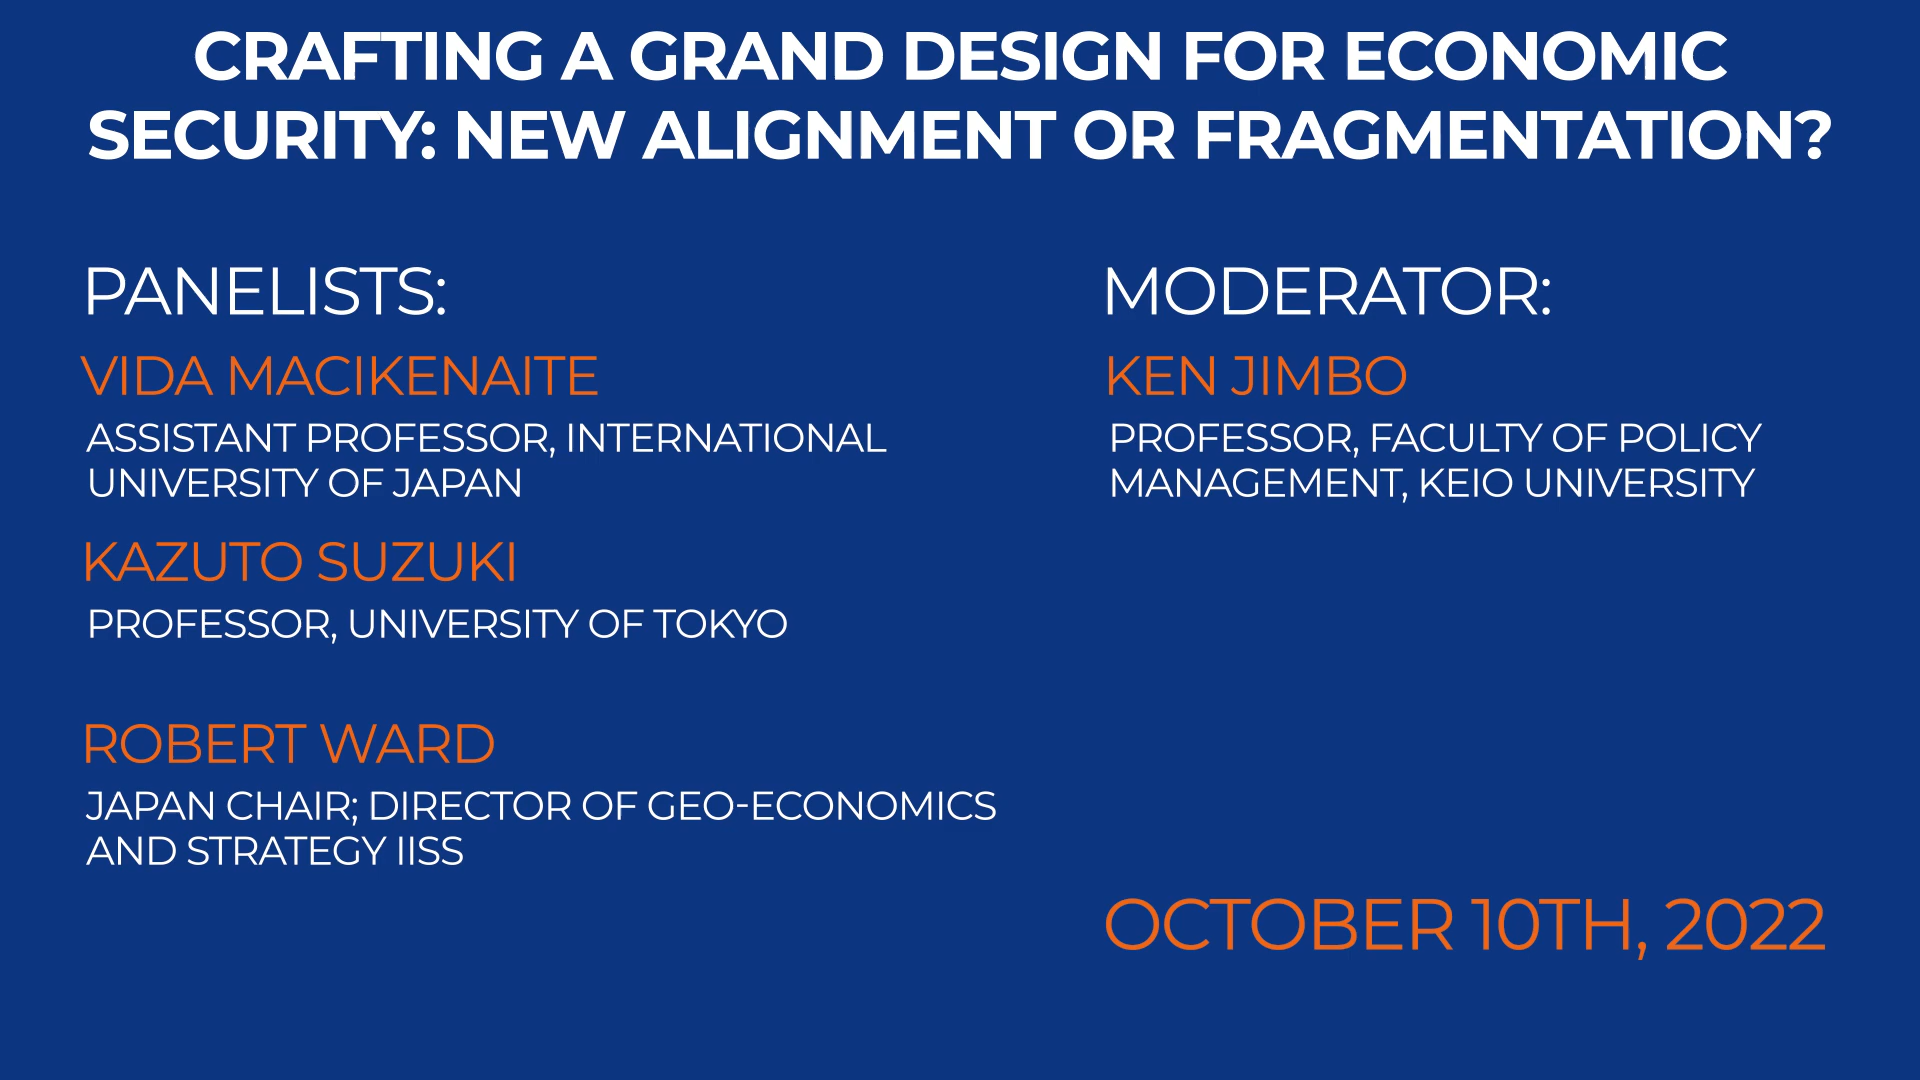 CRAFTING A GRAND DESIGN FOR ECONOMIC
SECURITY: NEW ALIGNMENT OR FRAGMENTATION?
PANELISTS:
VIDA MACIKENAITE
ASSISTANT PROFESSOR, INTERNATIONAL
UNIVERSITY OF JAPAN
KAZUTO SUZUKI
PROFESSOR, UNIVERSITY OF TOKYO
ROBERT WARD
JAPAN CHAIR; DIRECTOR OF GEO-ECONOMICS
AND STRATEGY IISS
MODERATOR:
KEN JIMBO
PROFESSOR, FACULTY OF POLICY
MANAGEMENT, KEIO UNIVERSITY
OCTOBER 10TH, 2022